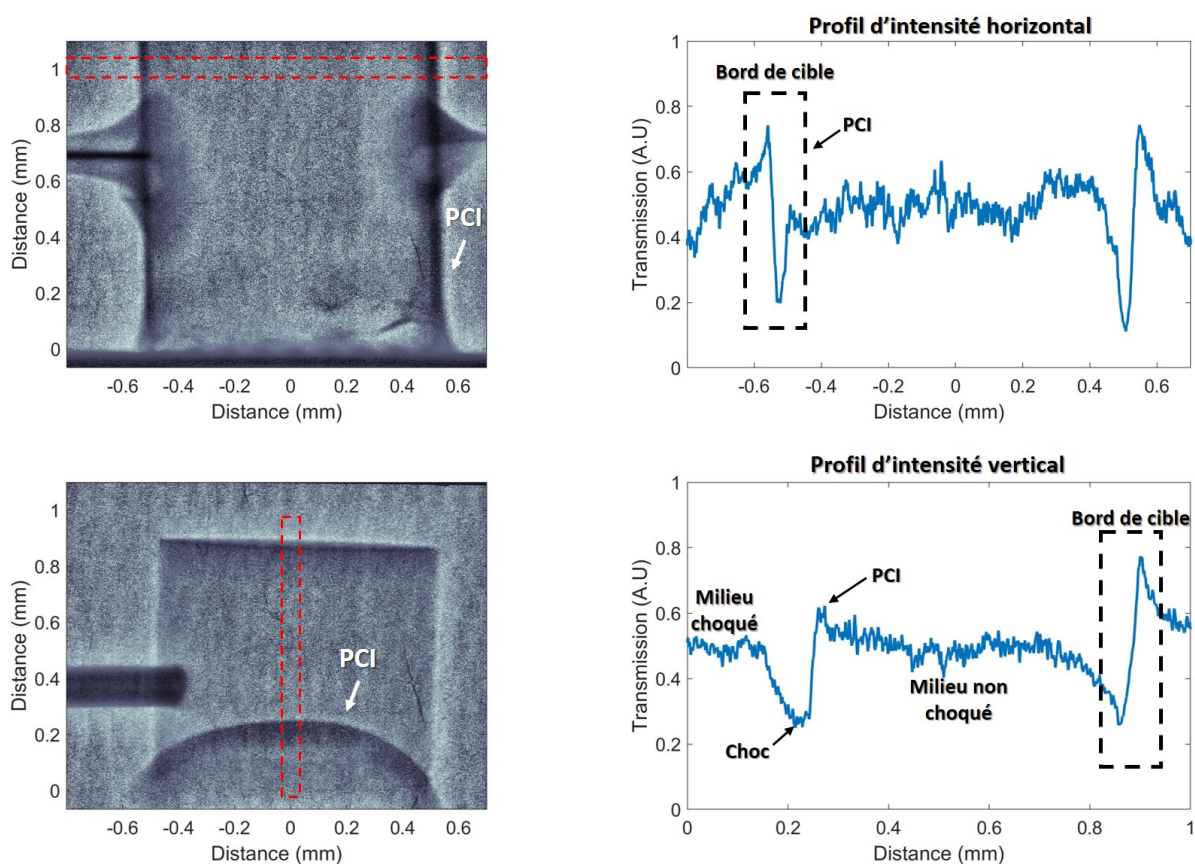 Distance (mm)
1
0.8
0.6
0.4
0.2
0
PCI
-0.6 -0.4 -0.2 0 0.2 0.4 0.6
Distance (mm)
Profil d’intensité horizontal
Transmission (A.U)
1
0.8
0.6
0.4
0.2
0
Bord de cible
PCI
-0.6 -0.4 -0.2 0 0.2 0.4 0.6
Distance (mm)
Distance (mm)
1
0.8
0.6
0.4
0.2
0
PCI
-0.6 -0.4 -0.2 0 0.2 0.4 0.6
Distance (mm)
Profil d’intensité vertical
Transmission (A.U)
1
0.8
0.6
0.4
0.2
0
Bord de cible
PCI
Milieu
choqué
Milieu non
choqué
Choc
0 0.2 0.4 0.6 0.8 1
Distance (mm)